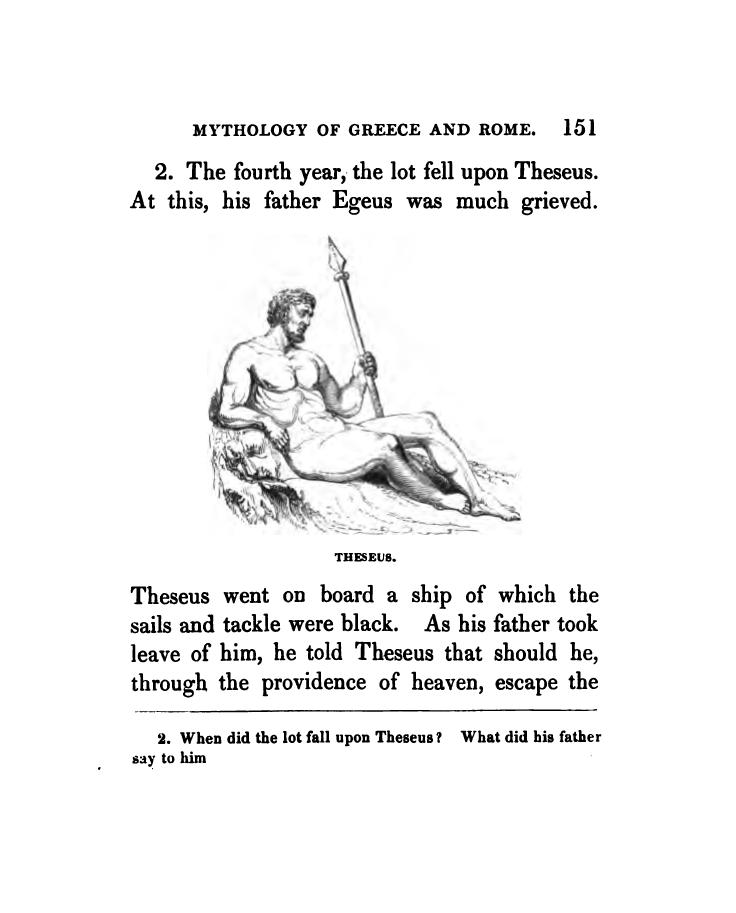 MYTHOLOGY OF GREECE AND ROME. 151
2. The fourth year, the lot fell upon Theseus.
At this, his father Egeus was much grieved.
THESEUS.
Theseus went on board a ship of which the
sails and tackle were black. As his father took
leave of him, he told Theseus that should he,
through the providence of heaven, escape the
2. When did the lot fall upon Theseus? What did his father
say to him